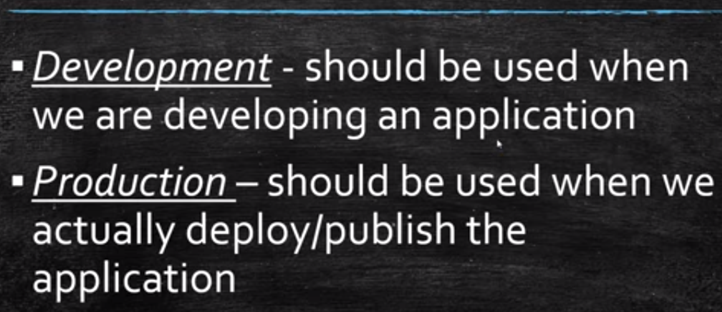 ▪ Development - should be used when
we are developing an application
▪ Production – should be used when we
actually deploy/publish the
application